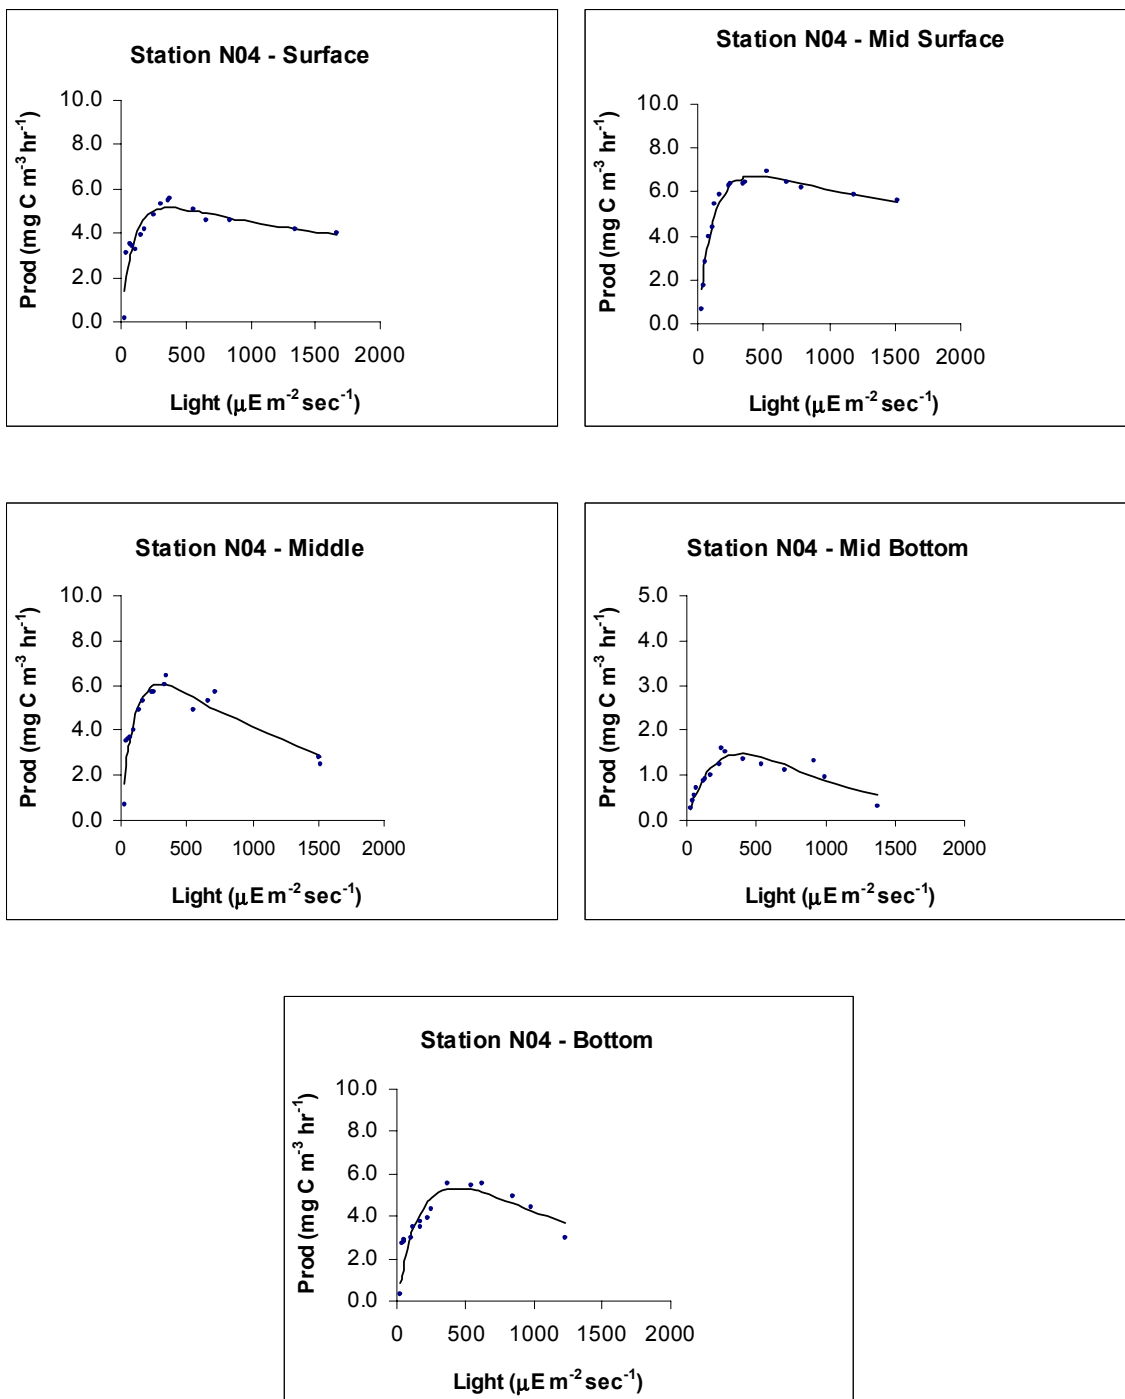 Station N04 - Surface
Prod (mg C m-3 hr-1)
10.0
8.0
6.0
4.0
2.0
0.0
0 500 1000 1500 2000
Light (μE m-2 sec-1)
Station N04 - Mid Surface
Prod (mg C m-3 hr-1)
10.0
8.0
6.0
4.0
2.0
0.0
0 500 1000 1500 2000
Light (μE m-2 sec-1)
Station N04 - Middle
Prod (mg C m-3 hr-1)
10.0
8.0
6.0
4.0
2.0
0.0
0 500 1000 1500 2000
Light (μE m-2 sec-1)
Station N04 - Mid Bottom
Prod (mg C m-3 hr-1)
5.0
4.0
3.0
2.0
1.0
0.0
0 500 1000 1500 2000
Light (μE m-2 sec-1)
Station N04 - Bottom
Prod (mg C m-3 hr-1)
10.0
8.0
6.0
4.0
2.0
0.0
0 500 1000 1500 2000
Light (μE m-2 sec-1)